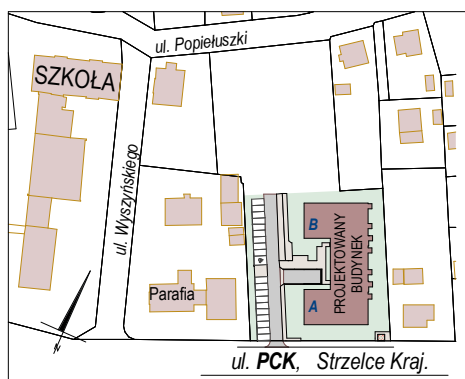 ul. Popiełuszki
SZKOŁA
ul. Wyszyńskiego
B
PROJEKTOWANY
BUDYNEK
A
Parafia
N
ul. PCK, Strzelce Kraj.